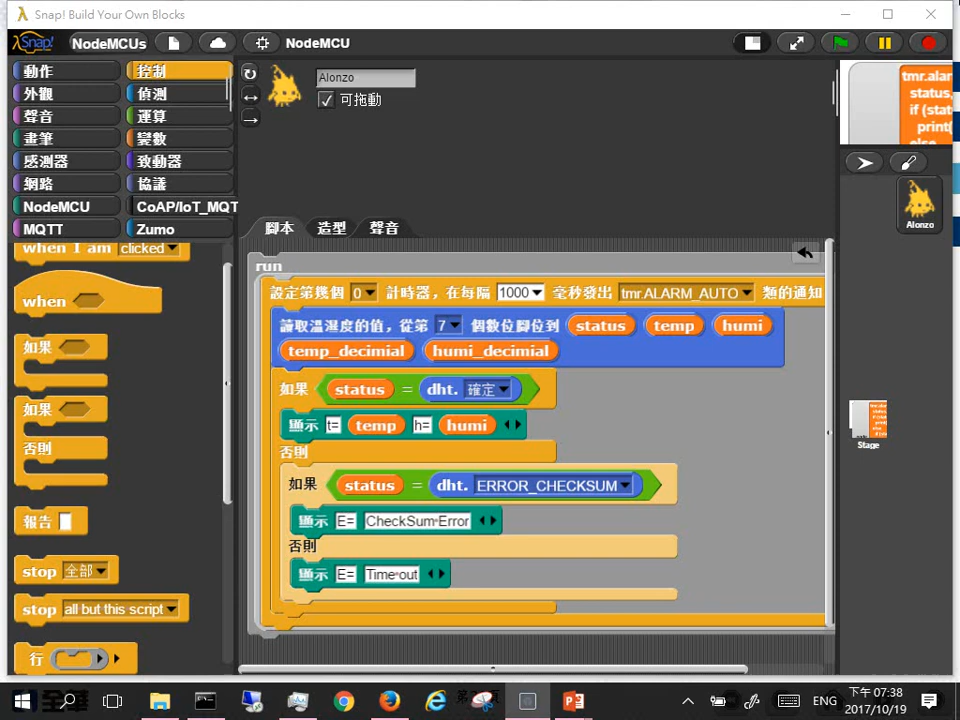 Snap! Build Your Own Blocks
Snap! NodeMCUs NodeMCU
動作 控制
外觀 偵測
聲音 運算
畫筆 變數
感測器 致動器
網路 協議
NodeMCU CoAP/IoT_MQT
MQTT Zumo
Alonzo
可拖動
腳本 造型 聲音
when I am clicked
when
如果
如果
否則
報告
stop 全部
stop all but this script
行
run
設定第幾個 0 計時器，在每隔 1000 毫秒發出 tmr.ALARM_AUTO 類的通知
讀取溫濕度的值，從第 7 個數位腳位到 status temp humi
temp_decimial humi_decimial
如果 status = dht. 確定
顯示 t= temp h= humi
否則
如果 status = dht. ERROR_CHECKSUM
顯示 E= CheckSum Error
否則
顯示 E= Time out
tmr.alar
status,
if (stat
print(
else
Alonzo
Stage
ENG
下午 07:38
2017/10/19